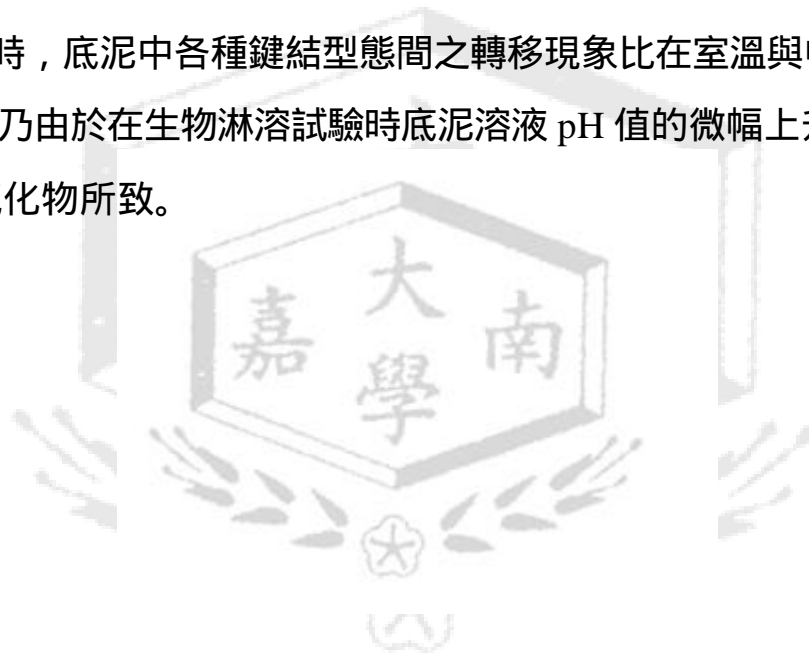 時，底泥中各種鍵結型態間之轉移現象比在室溫與
乃由於在生物淋溶試驗時底泥溶液 pH 值的微幅上
化物所致。
大
嘉 南
學